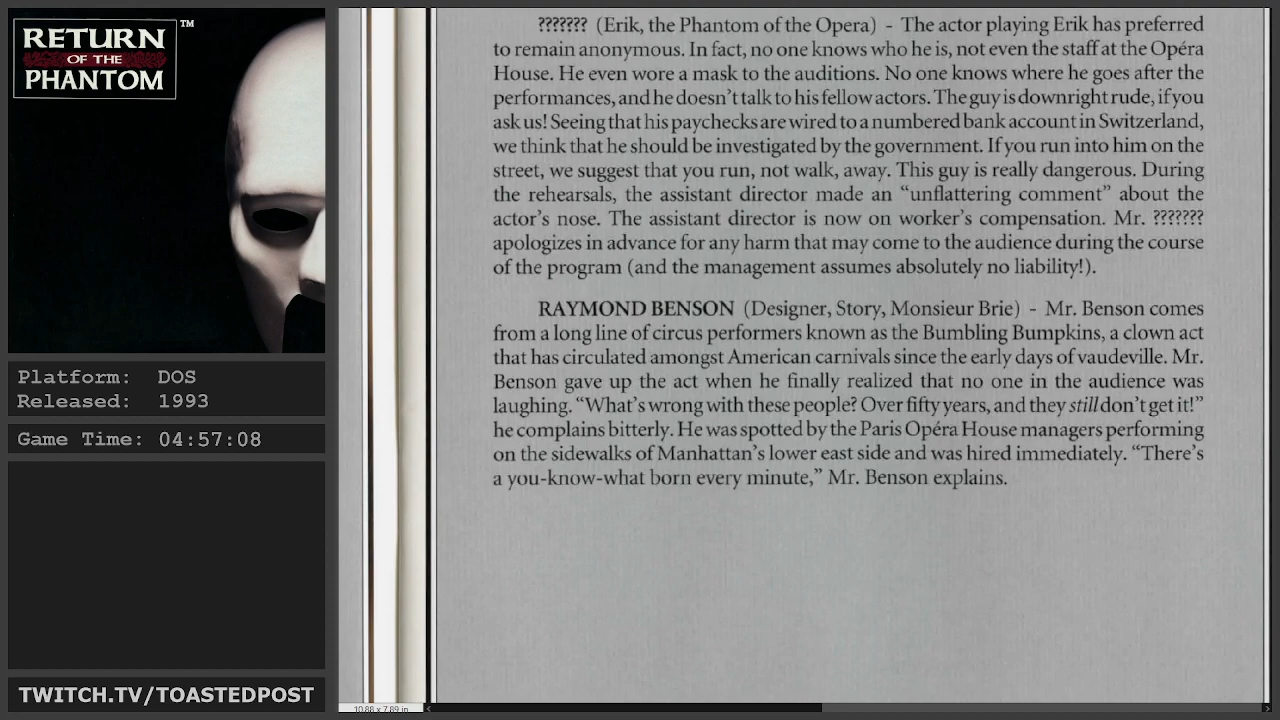 RETURN
OF THE
PHANTOM
TM
Platform: DOS
Released: 1993
Game Time: 04:57:08
TWITCH.TV/TOASTEDPOST
??????? (Erik, the Phantom of the Opera) - The actor playing Erik has preferred
to remain anonymous. In fact, no one knows who he is, not even the staff at the Opéra
House. He even wore a mask to the auditions. No one knows where he goes after the
performances, and he doesn't talk to his fellow actors. The guy is downright rude, if you
ask us! Seeing that his paychecks are wired to a numbered bank account in Switzerland,
we think that he should be investigated by the government. If you run into him on the
street, we suggest that you run, not walk, away. This guy is really dangerous. During
the rehearsals, the assistant director made an “unflattering comment” about the
actor's nose. The assistant director is now on worker's compensation. Mr. ???????
apologizes in advance for any harm that may come to the audience during the course
of the program (and the management assumes absolutely no liability!).
RAYMOND BENSON (Designer, Story, Monsieur Brie) - Mr. Benson comes
from a long line of circus performers known as the Bumbling Bumpkins, a clown act
that has circulated amongst American carnivals since the early days of vaudeville. Mr.
Benson gave up the act when he finally realized that no one in the audience was
laughing. “What's wrong with these people? Over fifty years, and they still don't get it!”
he complains bitterly. He was spotted by the Paris Opéra House managers performing
on the sidewalks of Manhattan's lower east side and was hired immediately. “There's
a you-know-what born every minute,” Mr. Benson explains.
10.88 x 7.89 in